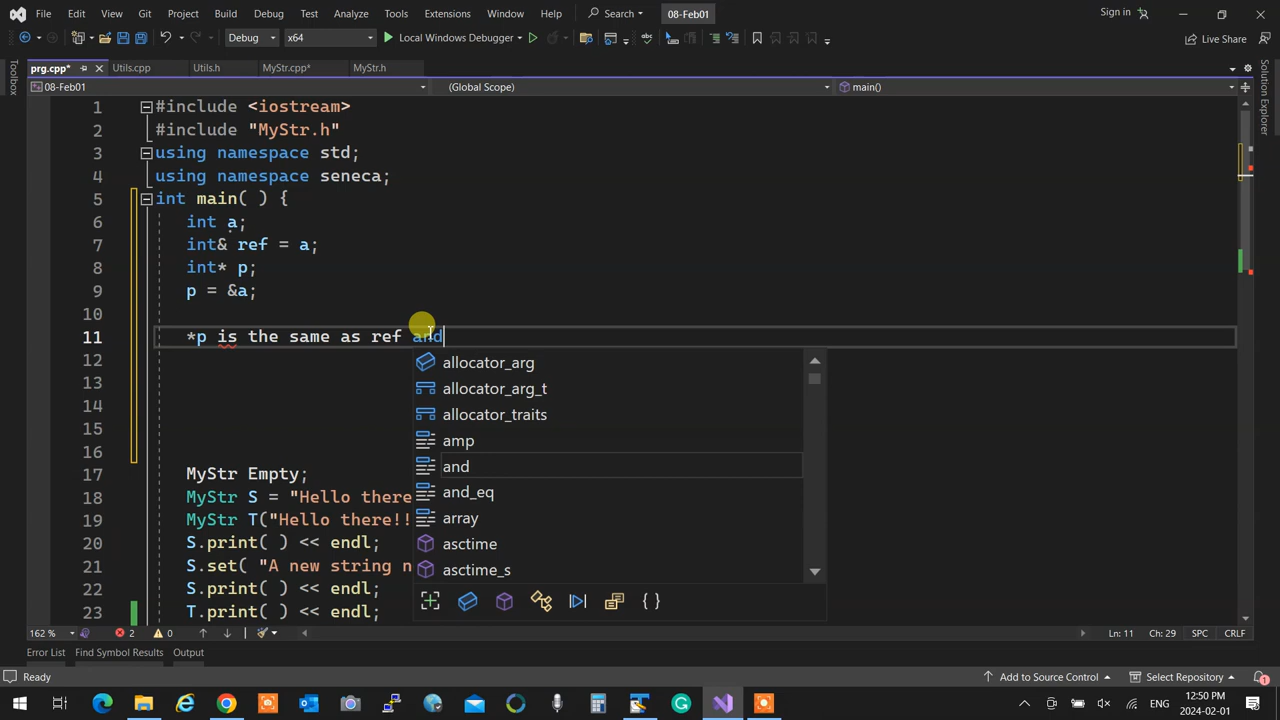 File Edit View Git Project Build Debug Test Analyze Tools Extensions Window Help Search 08-Feb01 Sign in
Debug x64 Local Windows Debugger Live Share
prg.cpp* Utils.cpp Utils.h MyStr.cpp* MyStr.h
08-Feb01 (Global Scope) main()
Toolbox
Solution Explorer
1 #include <iostream>
2 #include "MyStr.h"
3 using namespace std;
4 using namespace seneca;
5 int main( ) {
6 int a;
7 int& ref = a;
8 int* p;
9 p = &a;
10
11 *p is the same as ref and
12 allocator_arg
13 allocator_arg_t
14 allocator_traits
15 amp
16 and
and_eq
array
asctime
asctime_s
{ }
17 MyStr Empty;
18 MyStr S = "Hello there
19 MyStr T("Hello there!!
20 S.print( ) << endl;
21 S.set( "A new string n
22 S.print( ) << endl;
23 T.print( ) << endl;
162 % 2 0 Ln: 11 Ch: 29 SPC CRLF
Error List Find Symbol Results Output
Ready Add to Source Control Select Repository 1
ENG 12:50 PM
2024-02-01